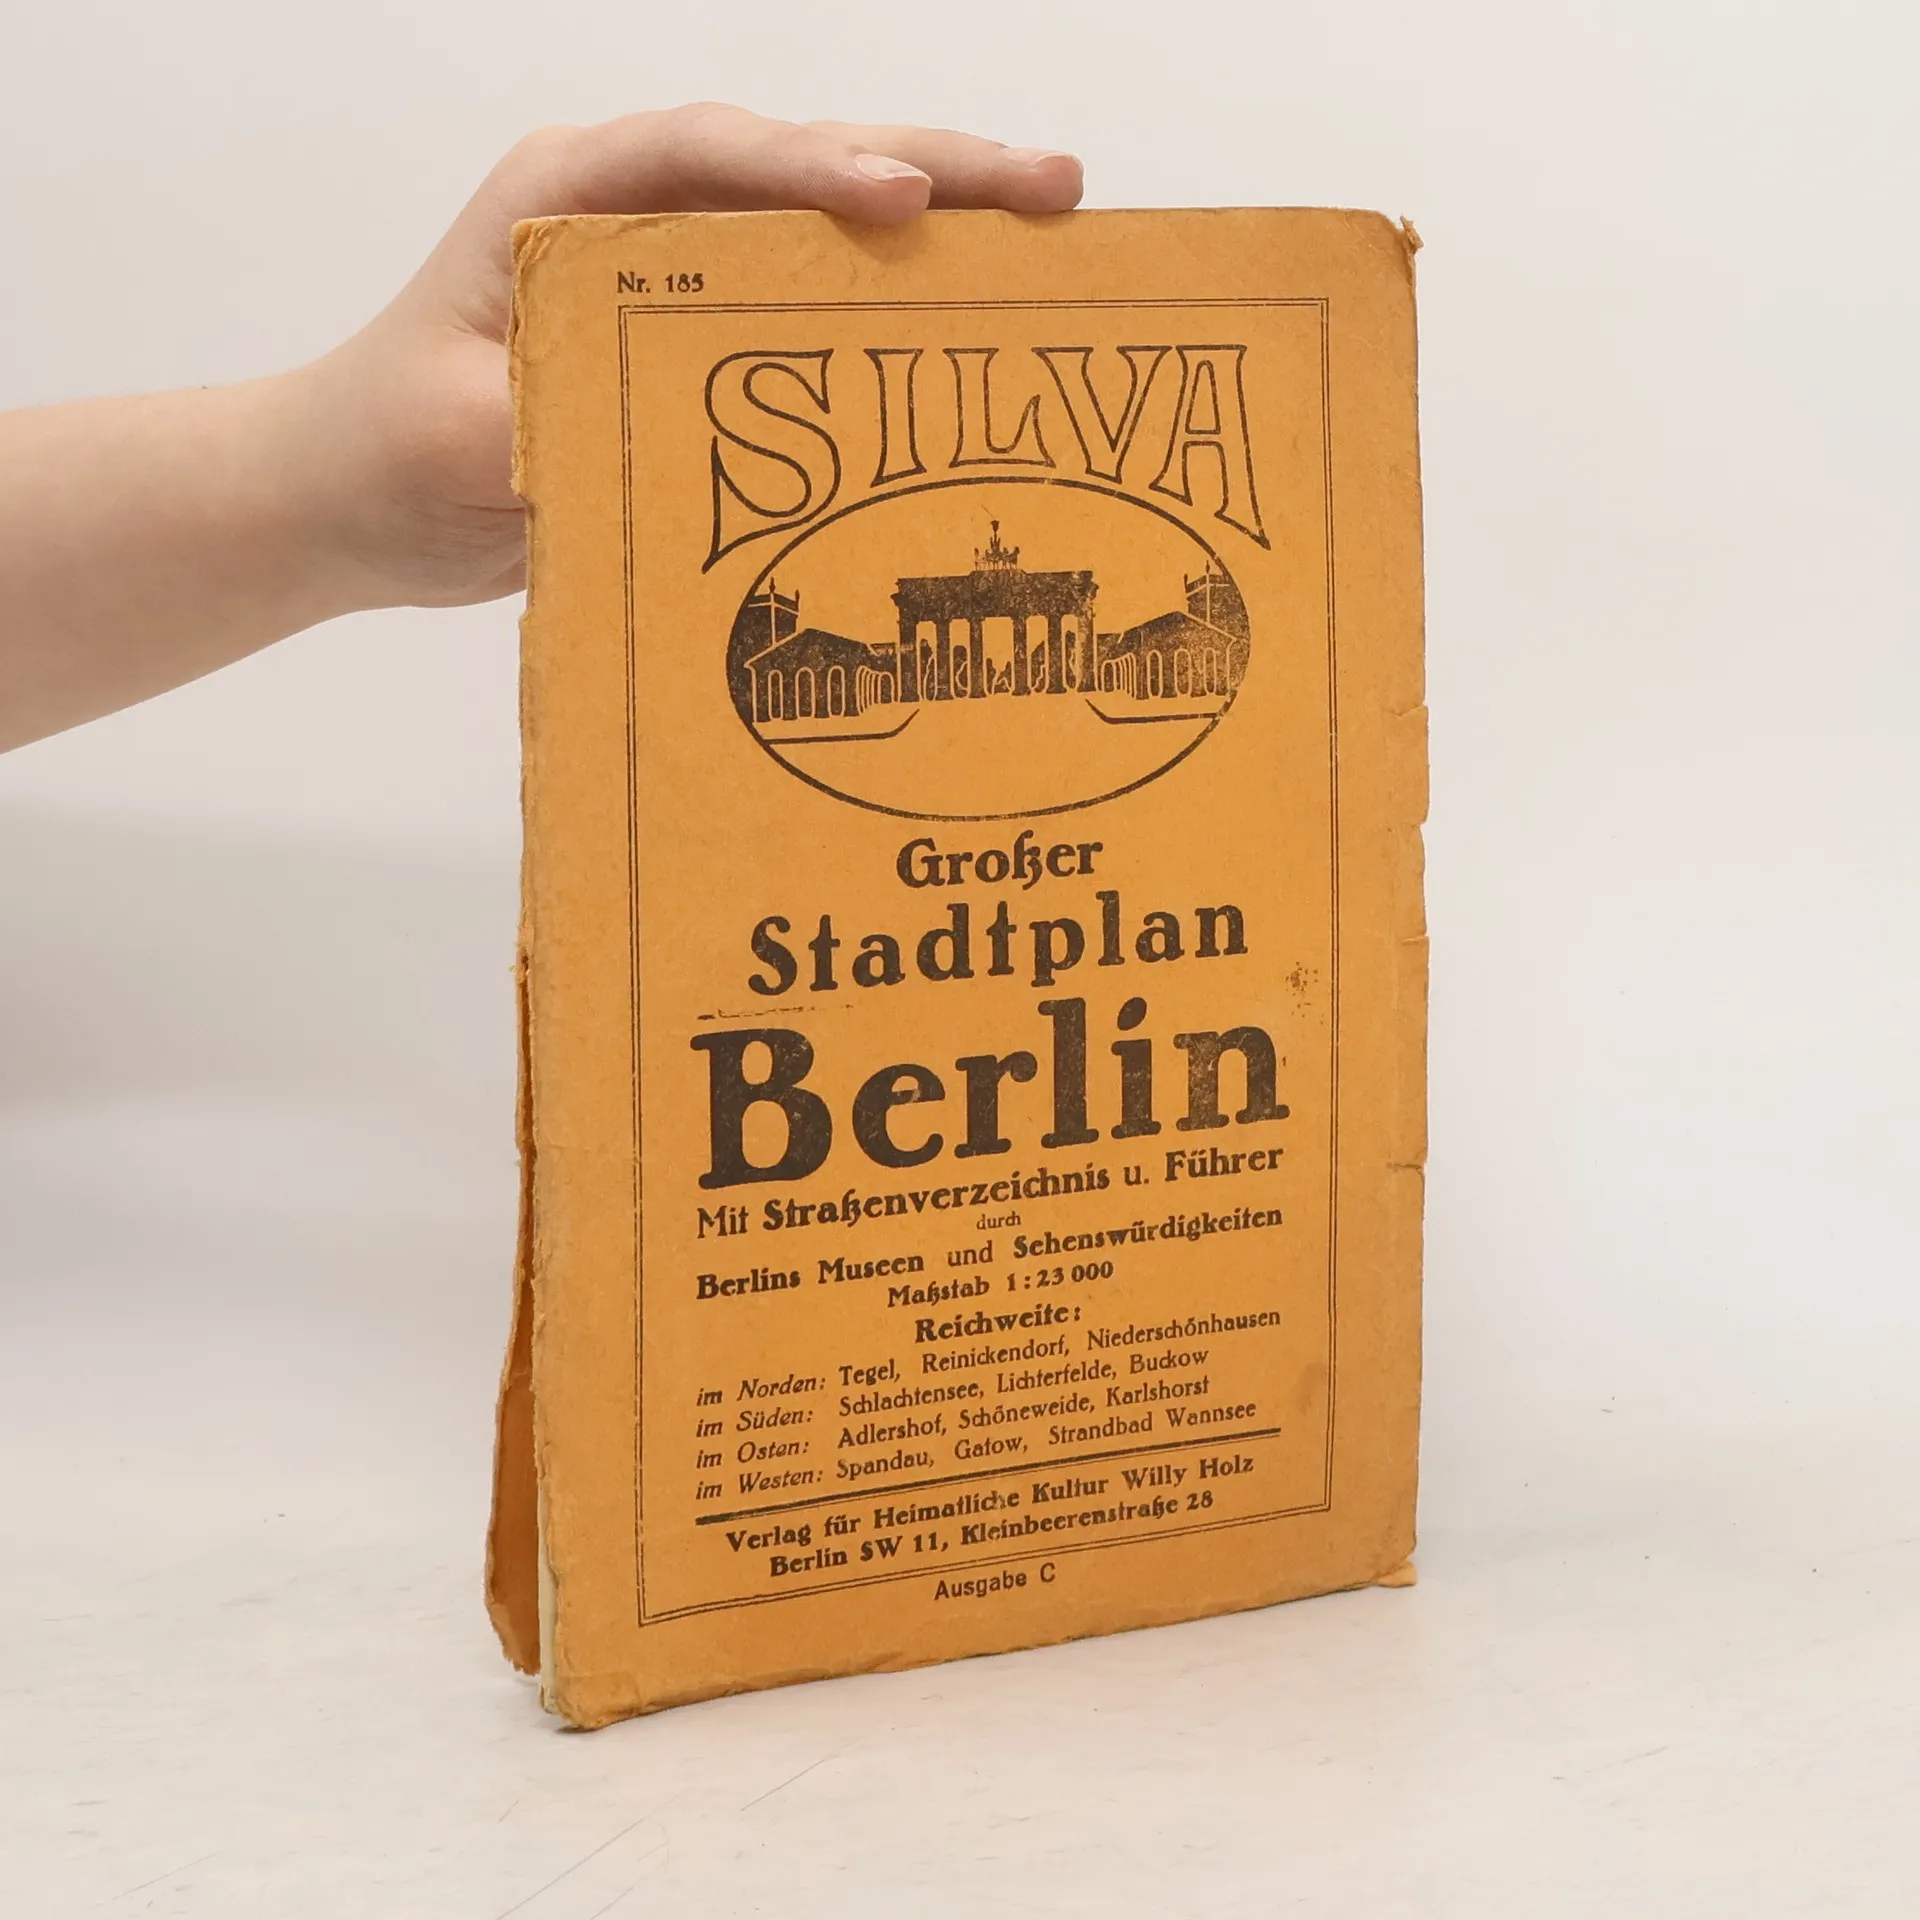 Nr. 185
SILVA
Großer
Stadtplan
Berlin
Mit Straßenverzeichnis u. Führer
durch
Berlins Museen und Sehenswürdigkeiten
Maßstab 1 : 23 000
Reichweite:
im Norden: Tegel, Reinickendorf, Niederschönhausen
im Süden: Schlachtensee, Lichterfelde, Buckow
im Osten: Adlershof, Schöneweide, Karlshorst
im Westen: Spandau, Gatow, Strandbad Wannsee
Verlag für Heimatliche Kultur Willy Holz
Berlin SW 11, Kleinbeerenstraße 28
Ausgabe C